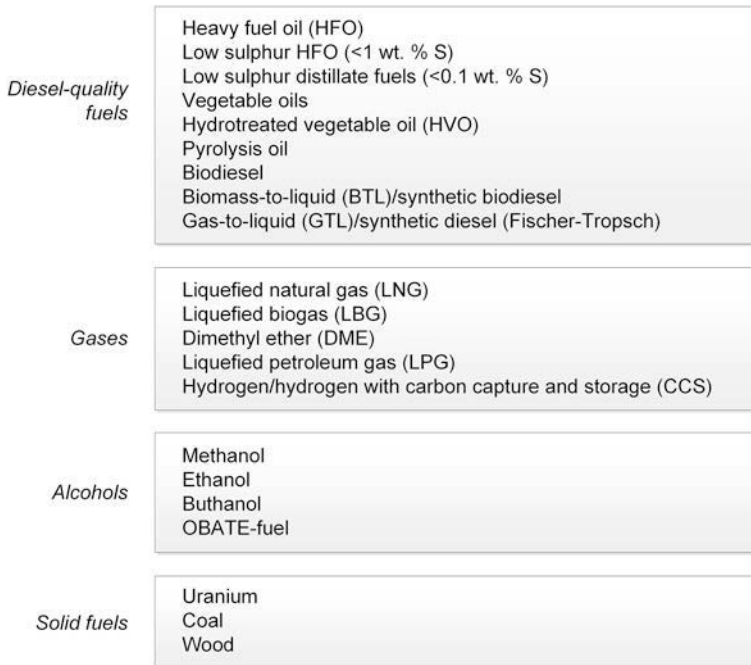 Diesel-quality
fuels
Heavy fuel oil (HFO)
Low sulphur HFO (<1 wt. % S)
Low sulphur distillate fuels (<0.1 wt. % S)
Vegetable oils
Hydrotreated vegetable oil (HVO)
Pyrolysis oil
Biodiesel
Biomass-to-liquid (BTL)/synthetic biodiesel
Gas-to-liquid (GTL)/synthetic diesel (Fischer-Tropsch)
Gases
Liquefied natural gas (LNG)
Liquefied biogas (LBG)
Dimethyl ether (DME)
Liquefied petroleum gas (LPG)
Hydrogen/hydrogen with carbon capture and storage (CCS)
Alcohols
Methanol
Ethanol
Buthanol
OBATE-fuel
Solid fuels
Uranium
Coal
Wood